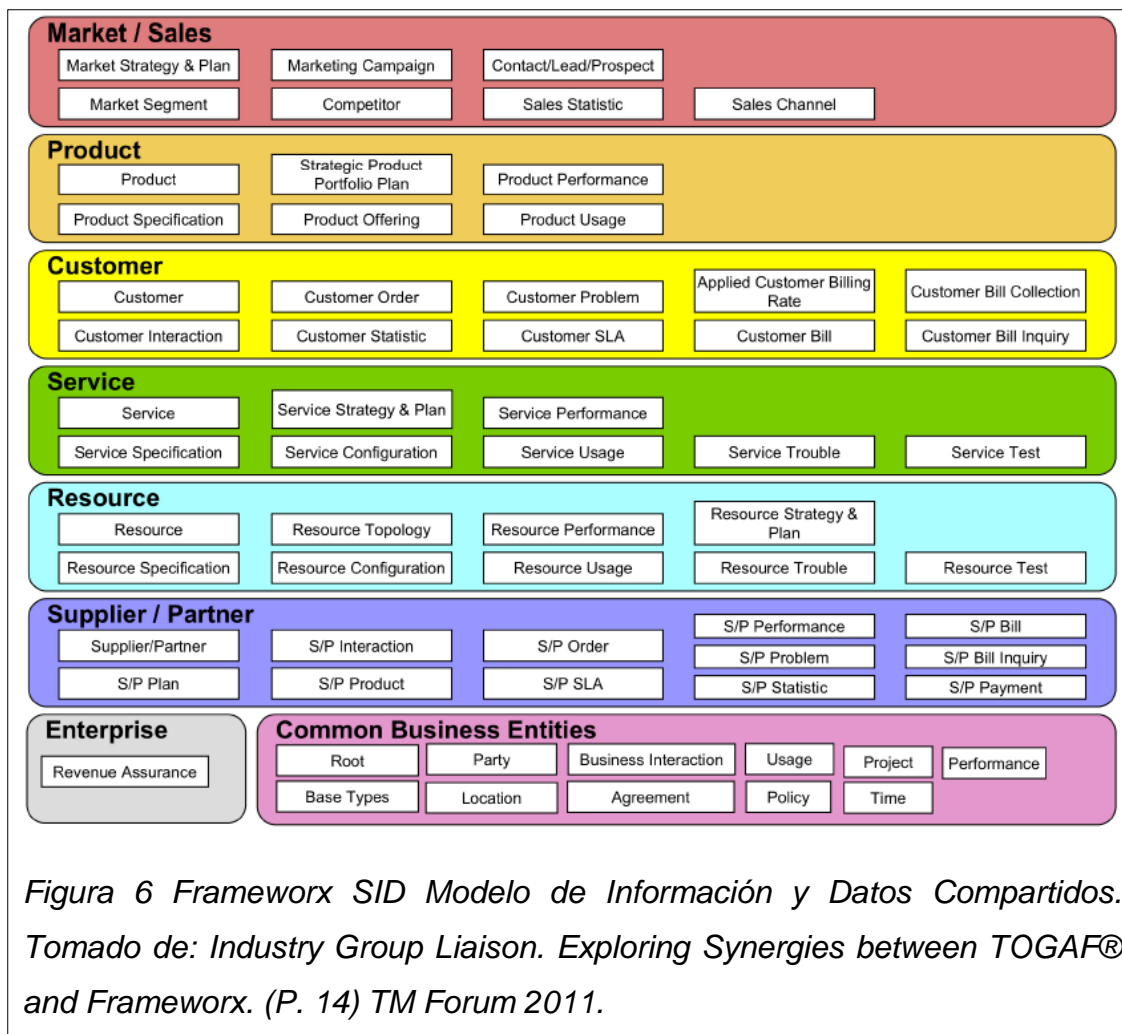 Market / Sales
Market Strategy & Plan
Marketing Campaign
Contact/Lead/Prospect
Market Segment
Competitor
Sales Statistic
Sales Channel
Product
Product
Strategic Product
Portfolio Plan
Product Performance
Product Specification
Product Offering
Product Usage
Customer
Customer
Customer Order
Customer Problem
Applied Customer Billing
Rate
Customer Bill Collection
Customer Interaction
Customer Statistic
Customer SLA
Customer Bill
Customer Bill Inquiry
Service
Service
Service Strategy & Plan
Service Performance
Service Specification
Service Configuration
Service Usage
Service Trouble
Service Test
Resource
Resource
Resource Topology
Resource Performance
Resource Strategy &
Plan
Resource Specification
Resource Configuration
Resource Usage
Resource Trouble
Resource Test
Supplier / Partner
Supplier/Partner
S/P Interaction
S/P Order
S/P Performance
S/P Bill
S/P Problem
S/P Bill Inquiry
S/P Plan
S/P Product
S/P SLA
S/P Statistic
S/P Payment
Enterprise
Revenue Assurance
Common Business Entities
Root
Party
Business Interaction
Usage
Project
Performance
Base Types
Location
Agreement
Policy
Time
Figura 6 Frameworx SID Modelo de Información y Datos Compartidos.
Tomado de: Industry Group Liaison. Exploring Synergies between TOGAF®
and Frameworx. (P. 14) TM Forum 2011.